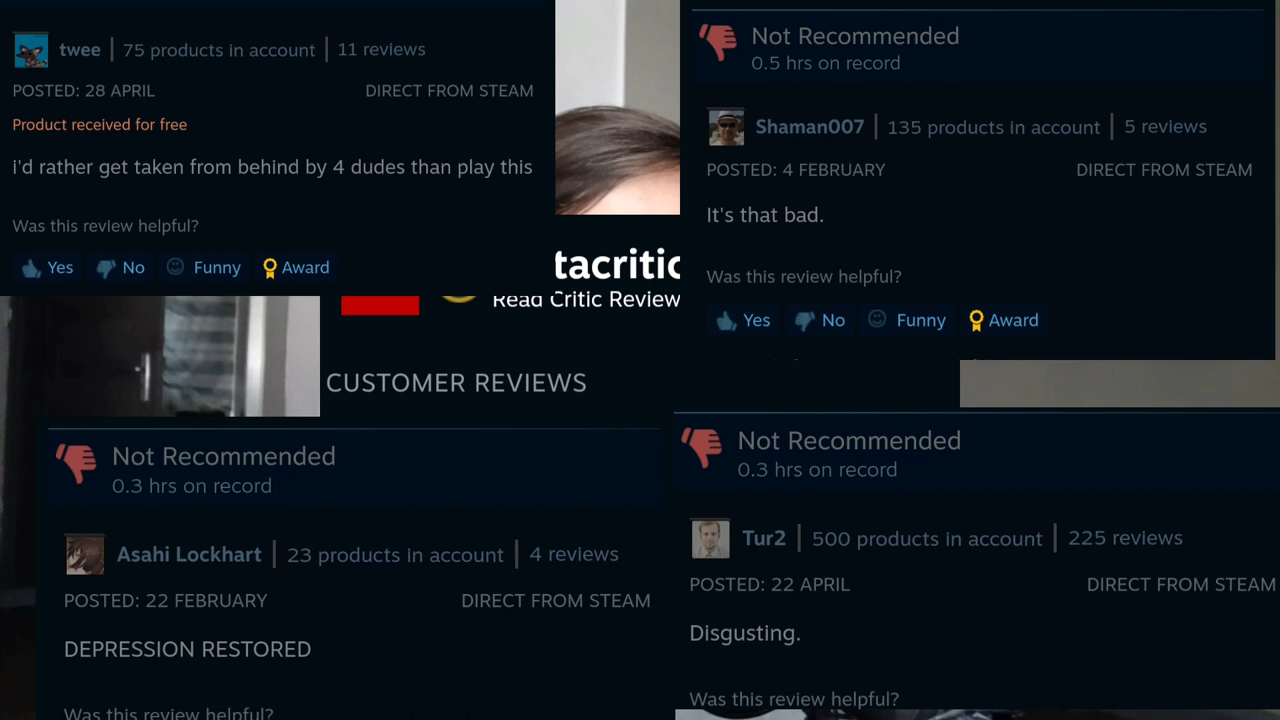 twee | 75 products in account | 11 reviews
POSTED: 28 APRIL DIRECT FROM STEAM
Product received for free
i'd rather get taken from behind by 4 dudes than play this
Was this review helpful?
Yes No Funny Award
Not Recommended
0.5 hrs on record
Shaman007 | 135 products in account | 5 reviews
POSTED: 4 FEBRUARY DIRECT FROM STEAM
It's that bad.
Was this review helpful?
Yes No Funny Award
tacritic
Read Critic Review
CUSTOMER REVIEWS
Not Recommended
0.3 hrs on record
Asahi Lockhart | 23 products in account | 4 reviews
POSTED: 22 FEBRUARY DIRECT FROM STEAM
DEPRESSION RESTORED
Was this review helpful?
Not Recommended
0.3 hrs on record
Tur2 | 500 products in account | 225 reviews
POSTED: 22 APRIL DIRECT FROM STEAM
Disgusting.
Was this review helpful?